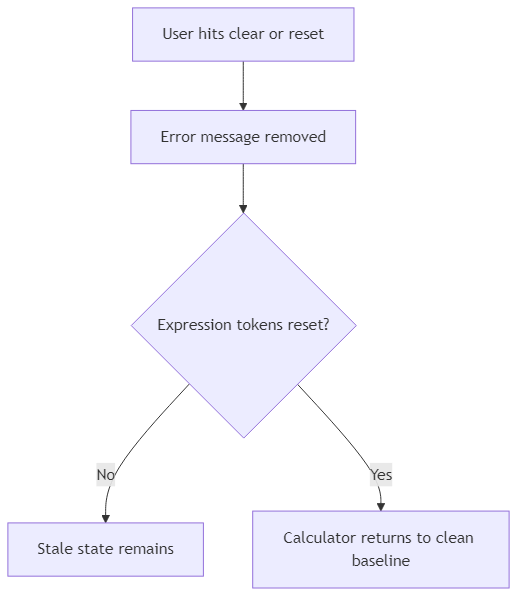 User hits clear or reset
Error message removed
Expression tokens reset?
No
Yes
Stale state remains
Calculator returns to clean
baseline